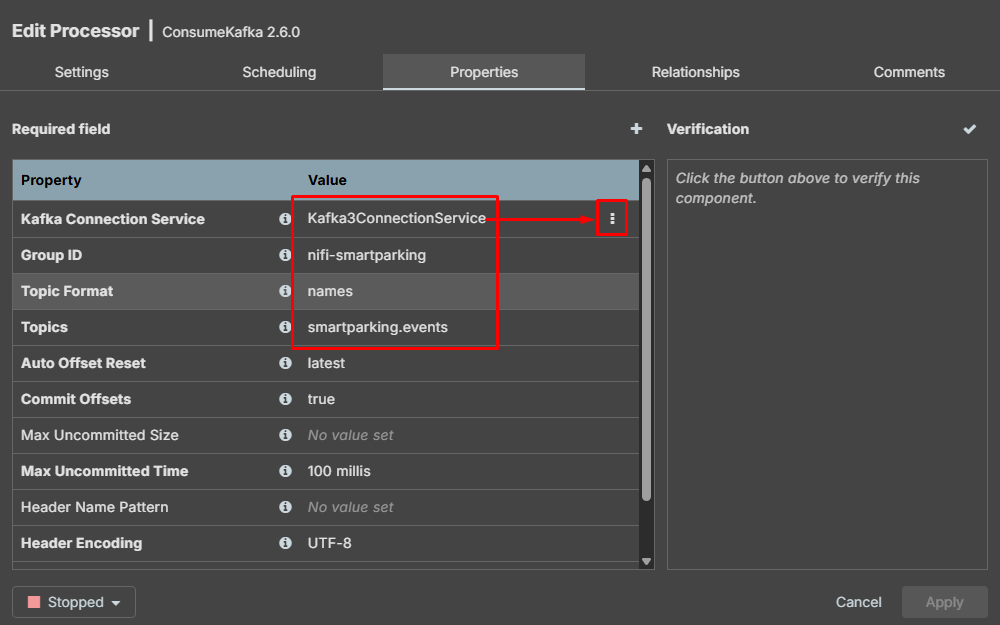 Edit Processor | ConsumeKafka 2.6.0
Settings Scheduling Properties Relationships Comments
Required field
Property Value
Kafka Connection Service Kafka3ConnectionService
Group ID nifi-smartparking
Topic Format names
Topics smartparking.events
Auto Offset Reset latest
Commit Offsets true
Max Uncommitted Size No value set
Max Uncommitted Time 100 millis
Header Name Pattern No value set
Header Encoding UTF-8
Verification
Click the button above to verify this
component.
Stopped
Cancel Apply